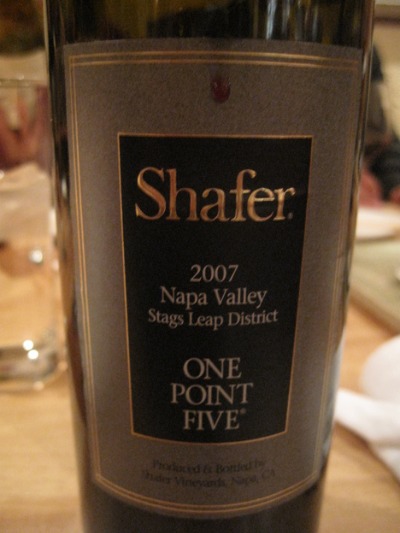 Shafer®
2007
Napa Valley
Stags Leap District
ONE
POINT
FIVE®
Produced & Bottled by
Shafer Vineyards, Napa, CA